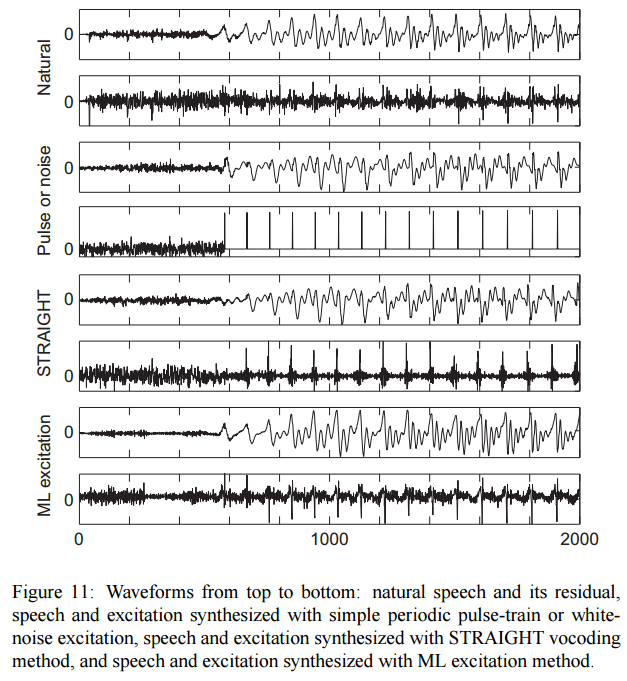 Natural
0
0
Pulse or noise
0
0
STRAIGHT
0
0
ML excitation
0
0
0 1000 2000
Figure 11: Waveforms from top to bottom: natural speech and its residual,
speech and excitation synthesized with simple periodic pulse-train or white-
noise excitation, speech and excitation synthesized with STRAIGHT vocoding
method, and speech and excitation synthesized with ML excitation method.